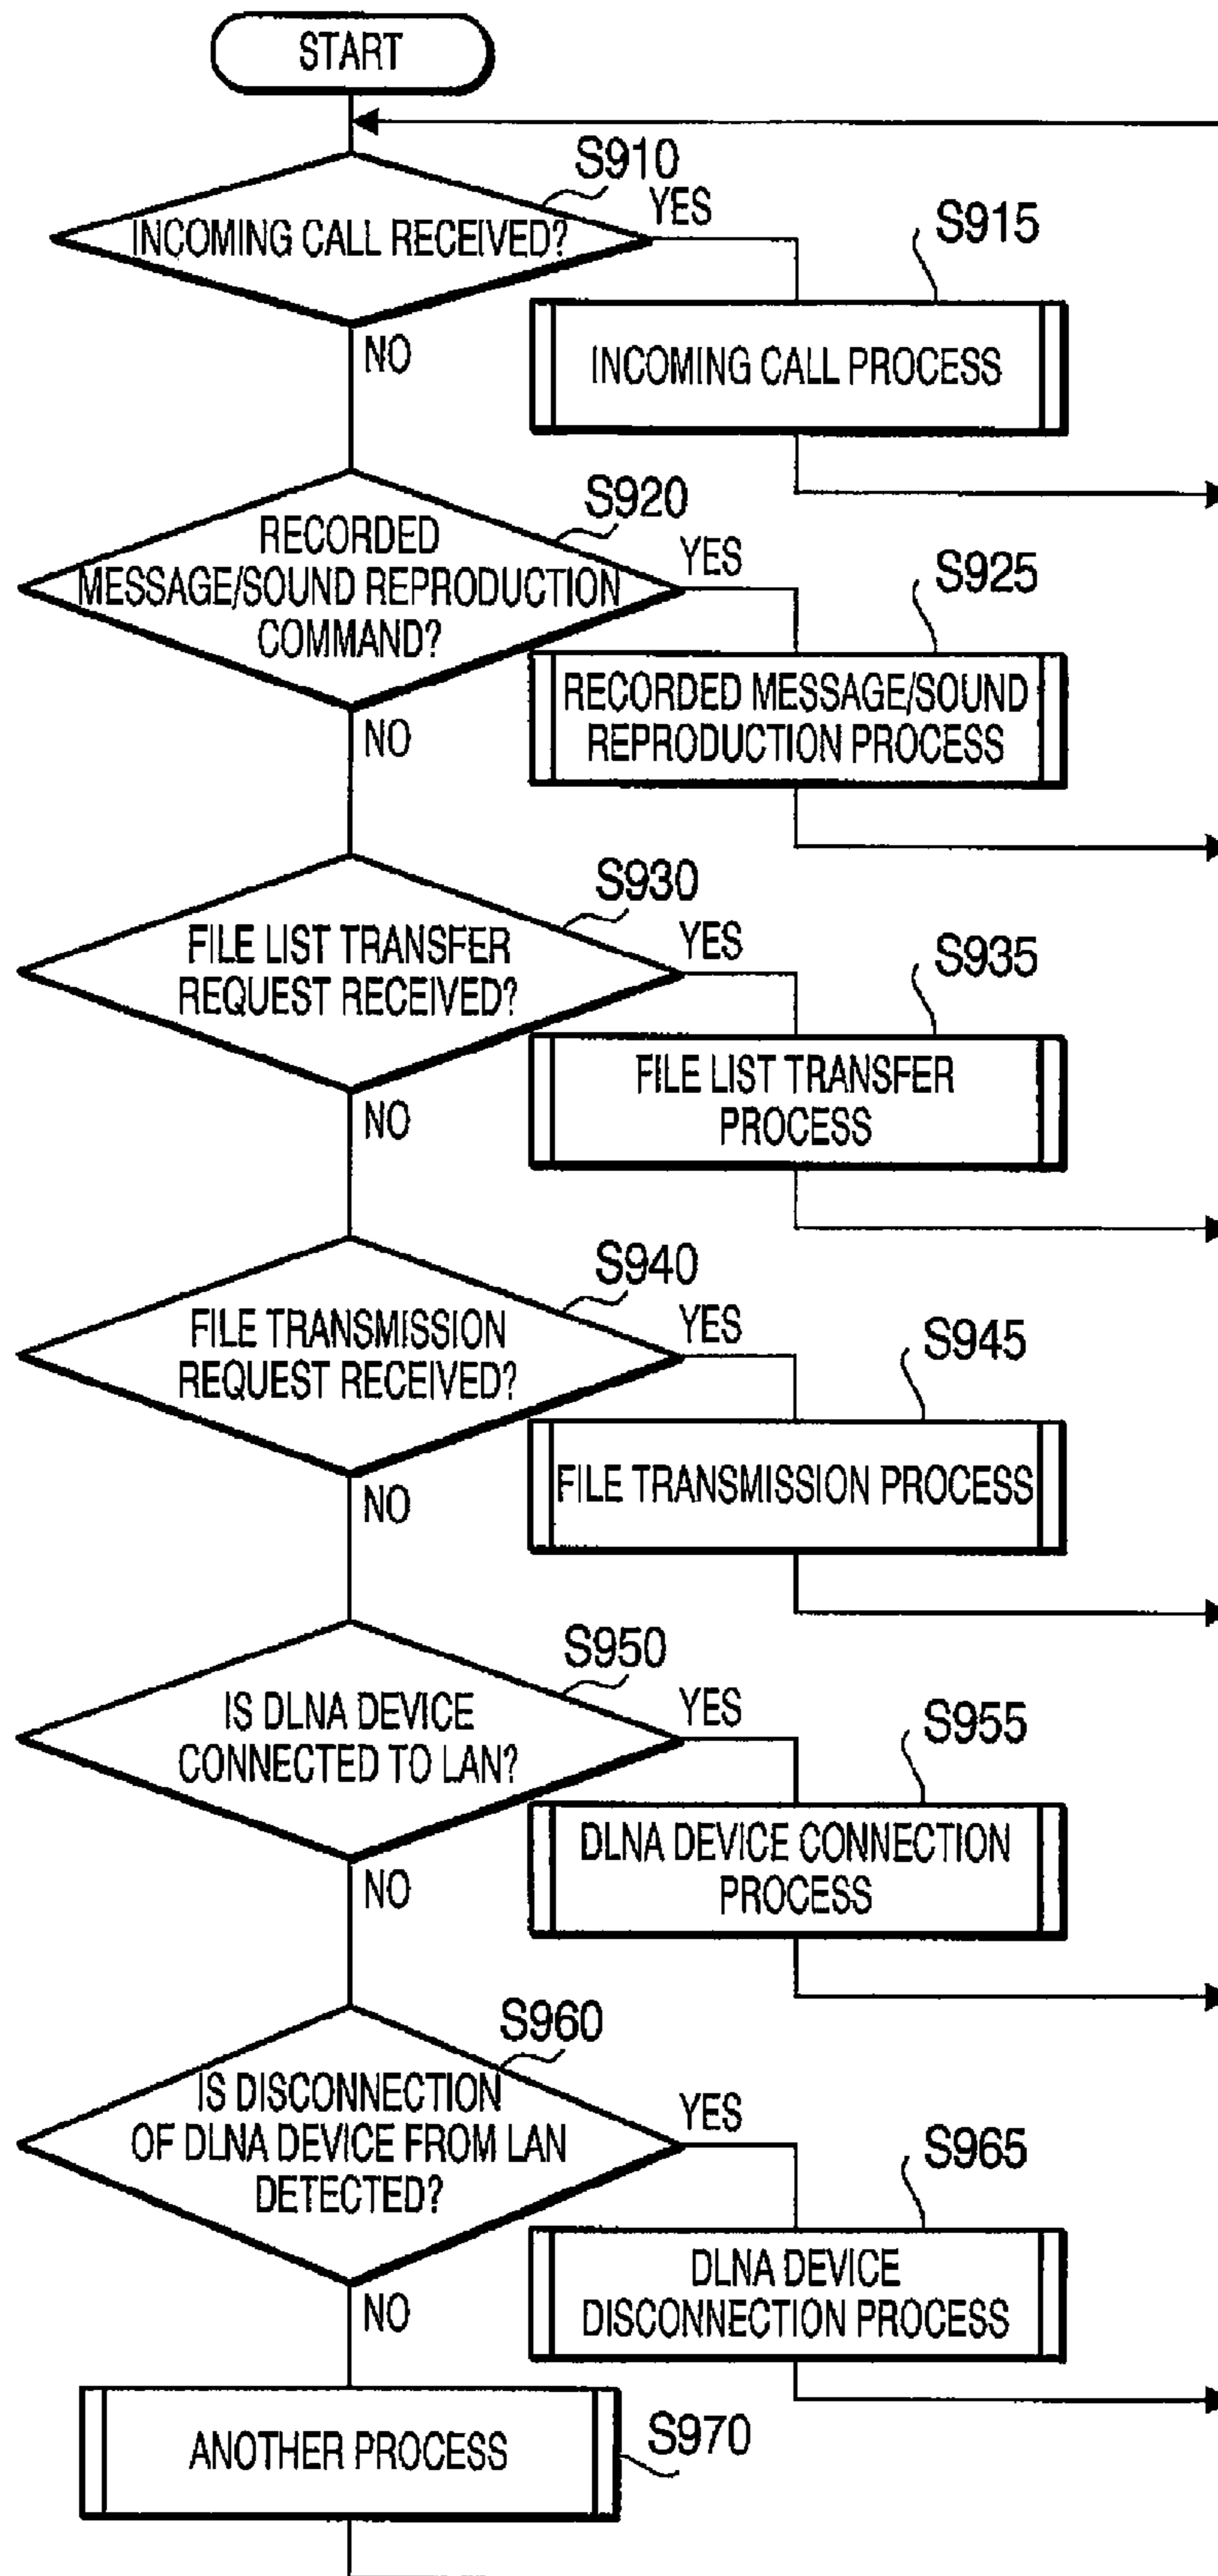 START
S910
INCOMING CALL RECEIVED?
YES
S915
INCOMING CALL PROCESS
NO
S920
RECORDED
MESSAGE/SOUND REPRODUCTION
COMMAND?
YES
S925
RECORDED MESSAGE/SOUND
REPRODUCTION PROCESS
NO
S930
FILE LIST TRANSFER
REQUEST RECEIVED?
YES
S935
FILE LIST TRANSFER
PROCESS
NO
S940
FILE TRANSMISSION
REQUEST RECEIVED?
YES
S945
FILE TRANSMISSION PROCESS
NO
S950
IS DLNA DEVICE
CONNECTED TO LAN?
YES
S955
DLNA DEVICE CONNECTION
PROCESS
NO
S960
IS DISCONNECTION
OF DLNA DEVICE FROM LAN
DETECTED?
YES
S965
DLNA DEVICE
DISCONNECTION PROCESS
NO
ANOTHER PROCESS
S970